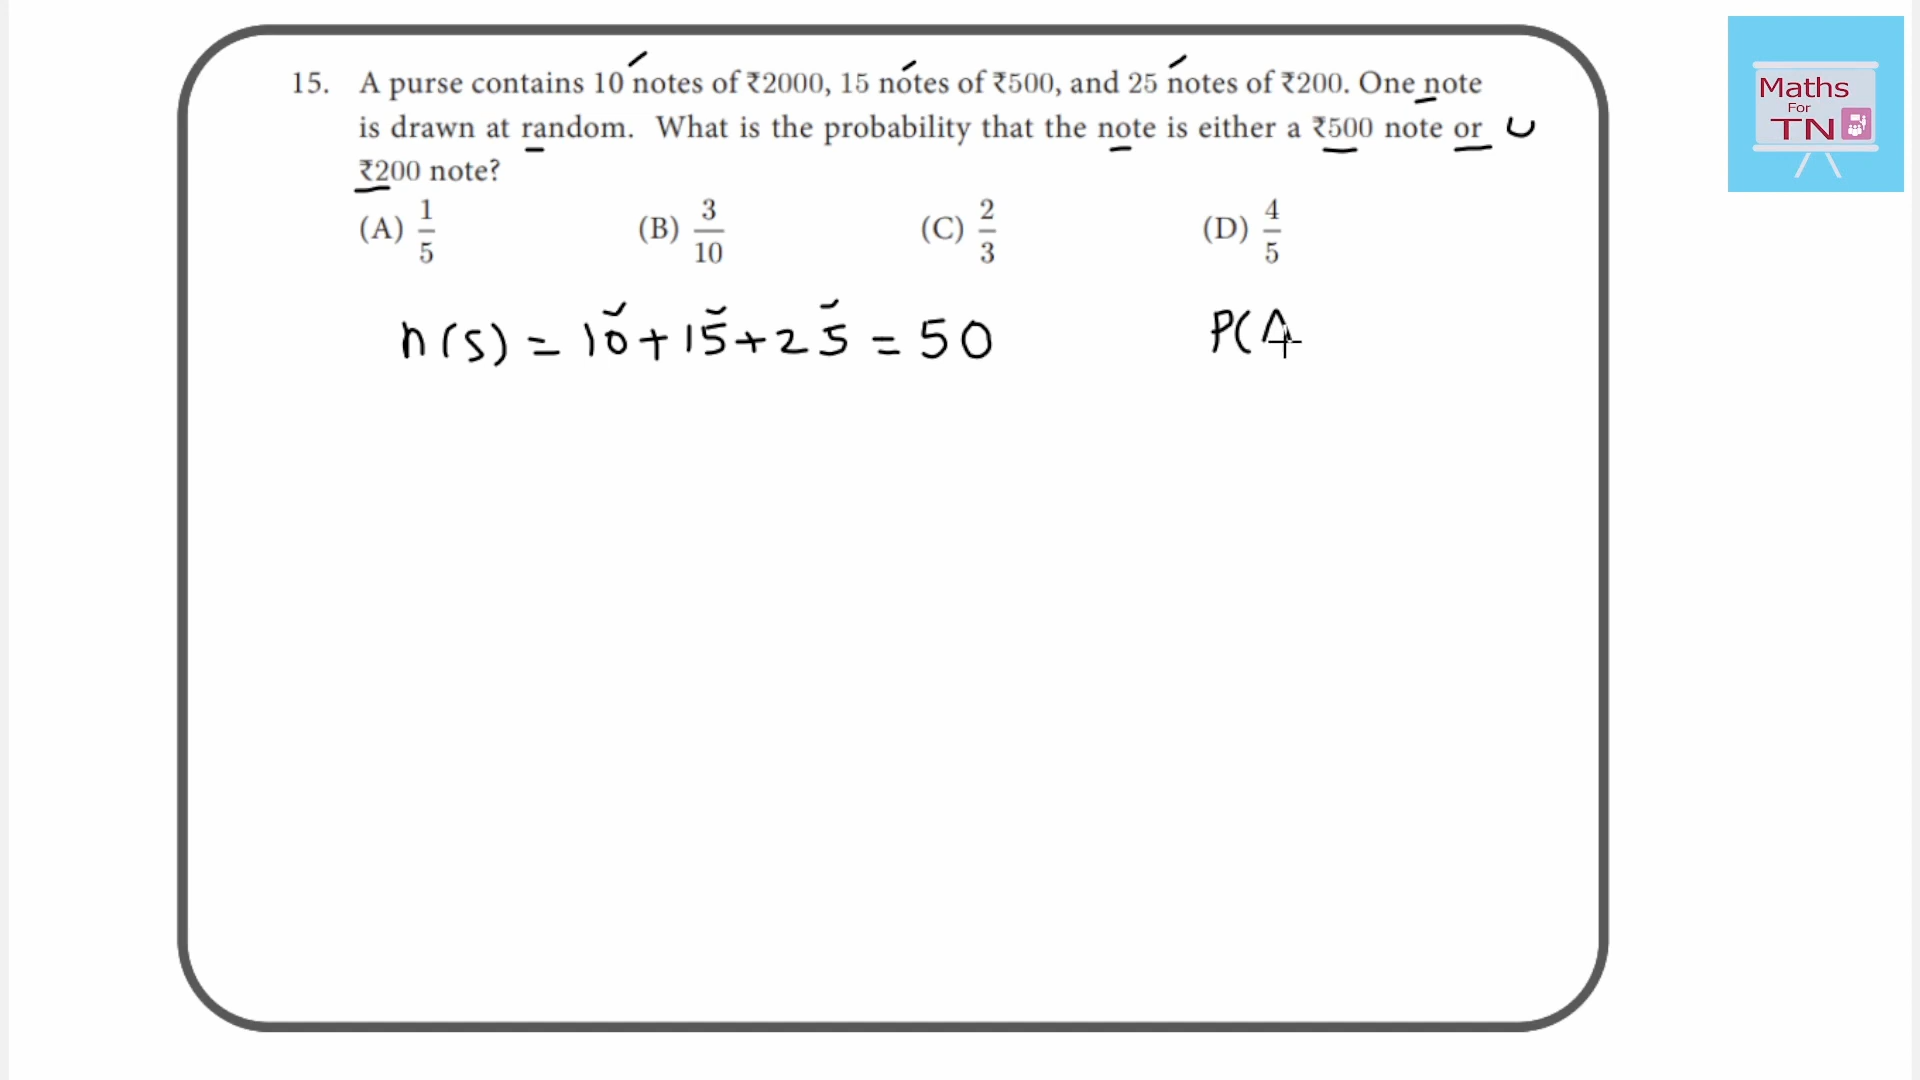 15. A purse contains 10 notes of ₹2000, 15 notes of ₹500, and 25 notes of ₹200. One note
is drawn at random. What is the probability that the note is either a ₹500 note or ∪
₹200 note?
(A) 1/5 (B) 3/10 (C) 2/3 (D) 4/5
n(S) = 10+15+25 = 50 P(A
Maths
For
TN